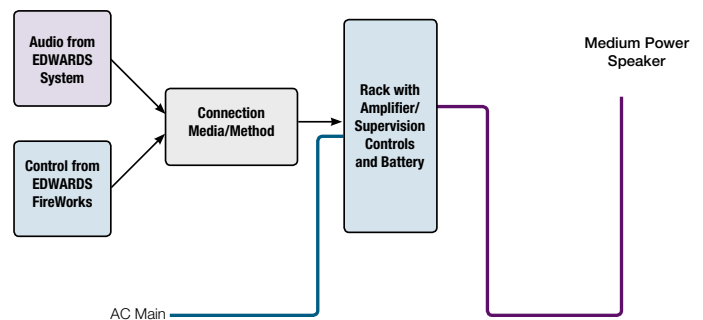 Audio from
EDWARDS
System
Control from
EDWARDS
FireWorks
Connection
Media/Method
Rack with
Amplifier/
Supervision
Controls
and Battery
Medium Power
Speaker
AC Main